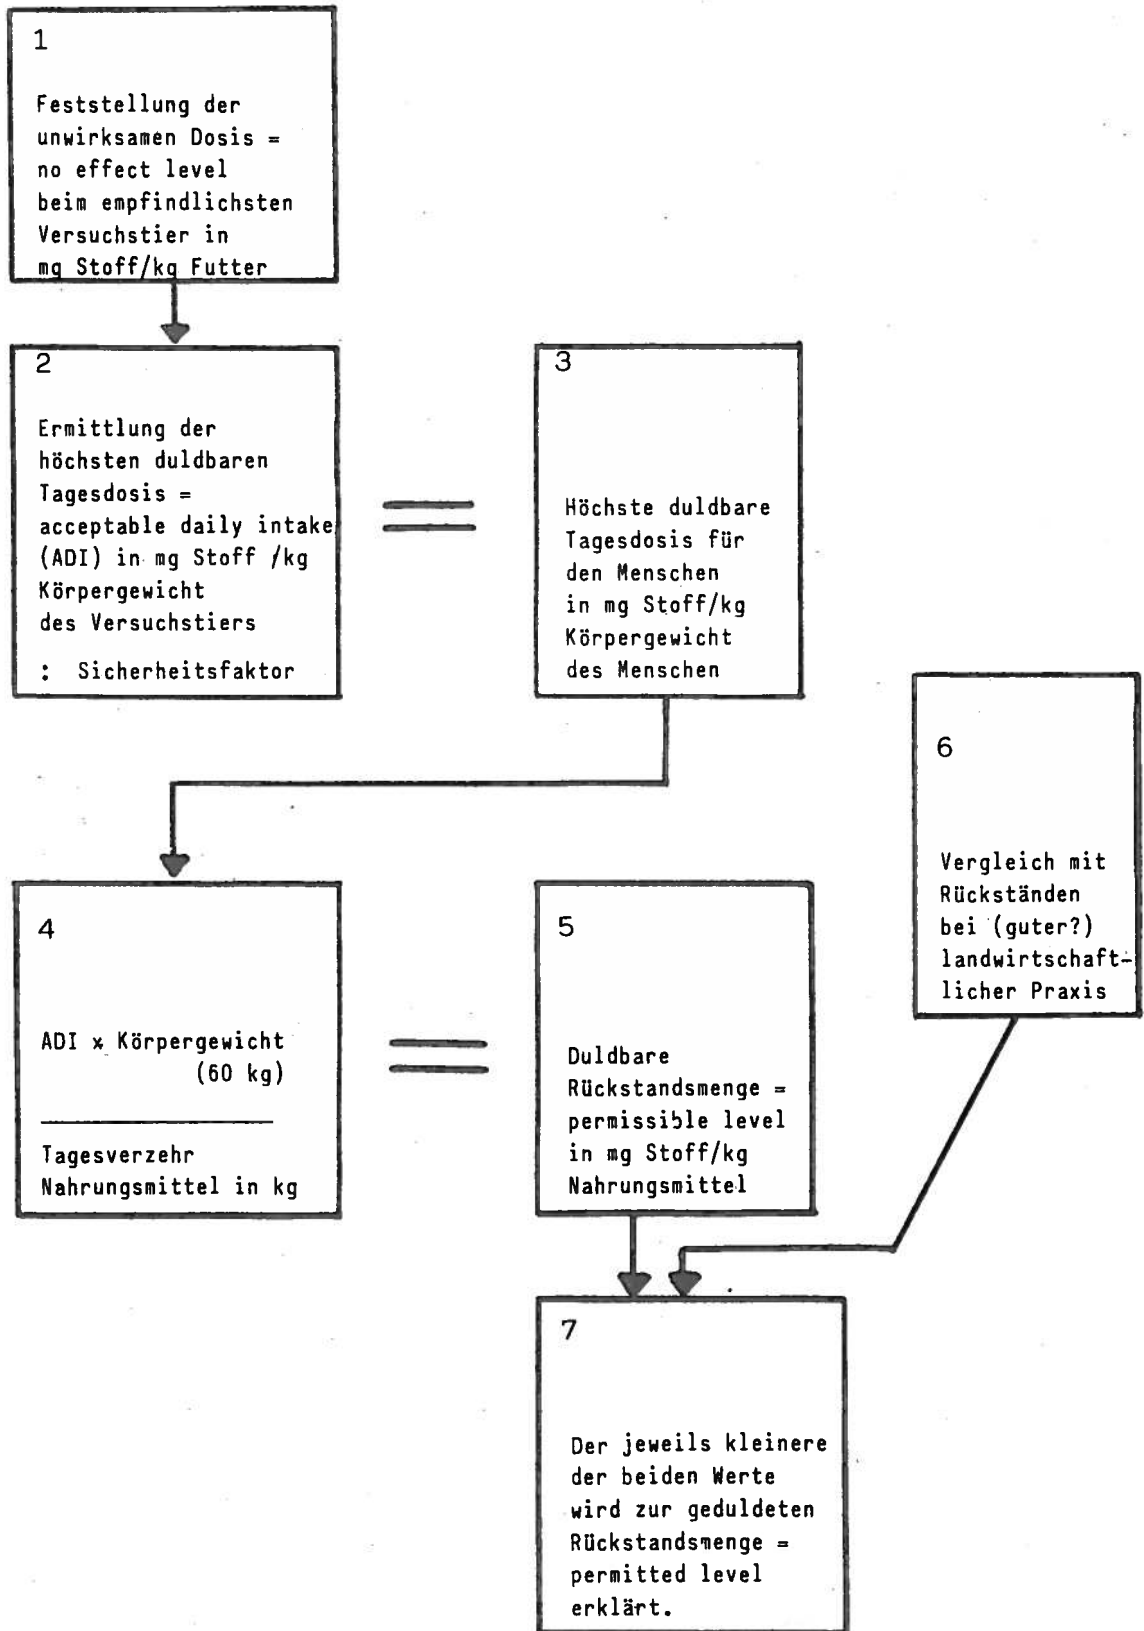 1
Feststellung der
unwirksamen Dosis =
no effect level
beim empfindlichsten
Versuchstier in
mg Stoff/kg Futter
2
Ermittlung der
höchsten duldbaren
Tagesdosis =
acceptable daily intake
(ADI) in mg Stoff /kg
Körpergewicht
des Versuchstiers
: Sicherheitsfaktor
=
3
Höchste duldbare
Tagesdosis für
den Menschen
in mg Stoff/kg
Körpergewicht
des Menschen
4
ADI x Körpergewicht
(60 kg)
Tagesverzehr
Nahrungsmittel in kg
=
5
Duldbare
Rückstandsmenge =
permissible level
in mg Stoff/kg
Nahrungsmittel
6
Vergleich mit
Rückständen
bei (guter?)
landwirtschaft-
licher Praxis
7
Der jeweils kleinere
der beiden Werte
wird zur geduldeten
Rückstandsmenge =
permitted level
erklärt.